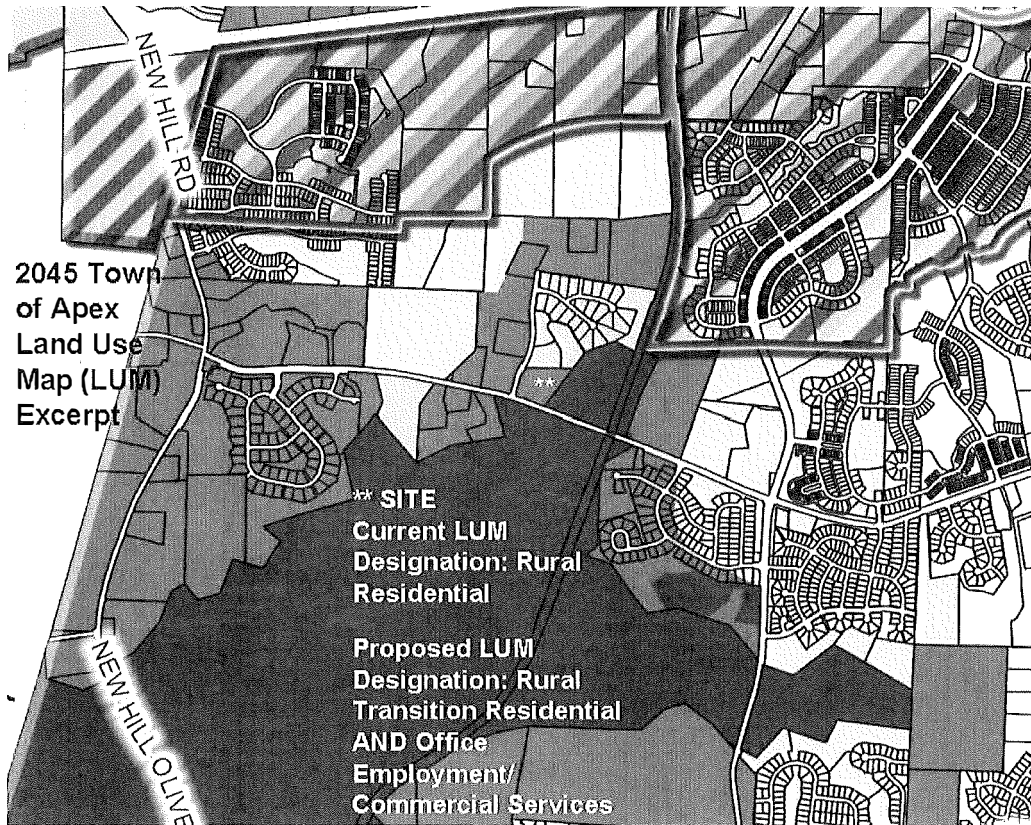 NEW HILL RD
2045 Town
of Apex
Land Use
Map (LUM)
Excerpt
**
** SITE
Current LUM
Designation: Rural
Residential
Proposed LUM
Designation: Rural
Transition Residential
AND Office
Employment/
Commercial Services
NEW HILL OLIVE